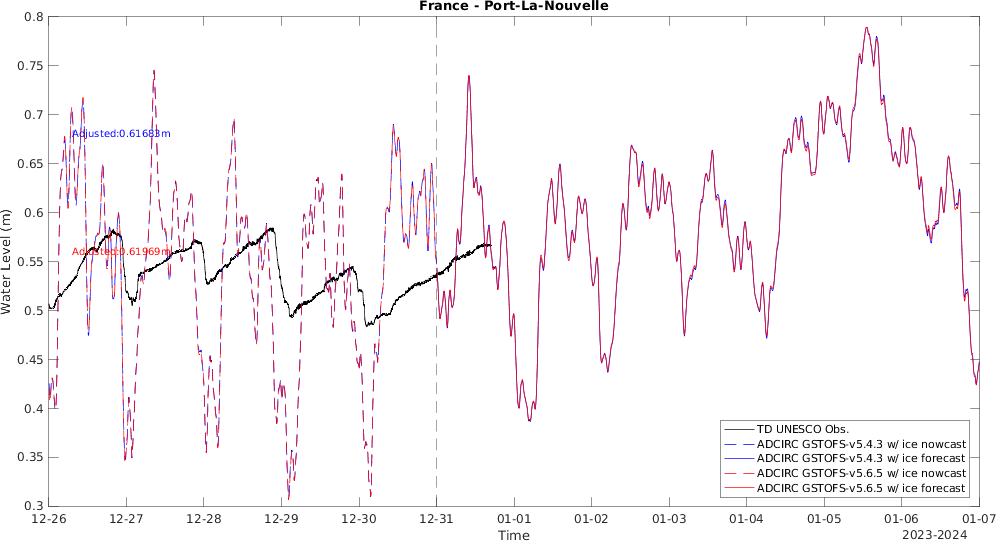 France - Port-La-Nouvelle
0.8
0.75
0.7
0.65
0.6
0.55
0.5
0.45
0.4
0.35
0.3
Water Level (m)
Adjusted:0.61683m
Adjusted:0.61969m
TD UNESCO Obs.
ADCIRC GSTOFS-v5.4.3 w/ ice nowcast
ADCIRC GSTOFS-v5.4.3 w/ ice forecast
ADCIRC GSTOFS-v5.6.5 w/ ice nowcast
ADCIRC GSTOFS-v5.6.5 w/ ice forecast
12-26 12-27 12-28 12-29 12-30 12-31 01-01 01-02 01-03 01-04 01-05 01-06 01-07
Time
2023-2024